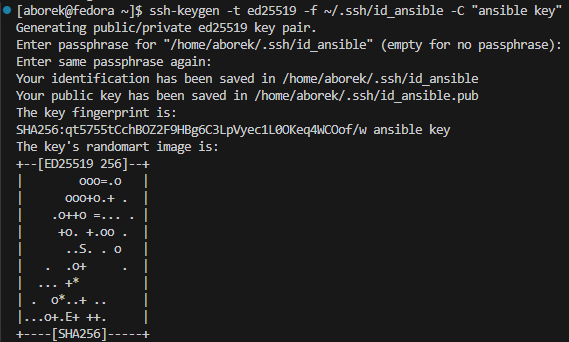 [aborek@fedora ~]$ ssh-keygen -t ed25519 -f ~/.ssh/id_ansible -C "ansible key"
Generating public/private ed25519 key pair.
Enter passphrase for "/home/aborek/.ssh/id_ansible" (empty for no passphrase):
Enter same passphrase again:
Your identification has been saved in /home/aborek/.ssh/id_ansible
Your public key has been saved in /home/aborek/.ssh/id_ansible.pub
The key fingerprint is:
SHA256:qt5755tCchBOZ2F9HBg6C3LpVyec1L0OKeq4WCOof/w ansible key
The key's randomart image is:
+--[ED25519 256]--+
|        ooo=.o   |
|      ooo+o.+ .  |
|    .o++o =... . |
|     +o. +.oo .  |
|      ..S. . o   |
|   .  .o+     .  |
|  ... +*         |
| .  o*..+ ..     |
|...o+.E+ ++.     |
+----[SHA256]-----+